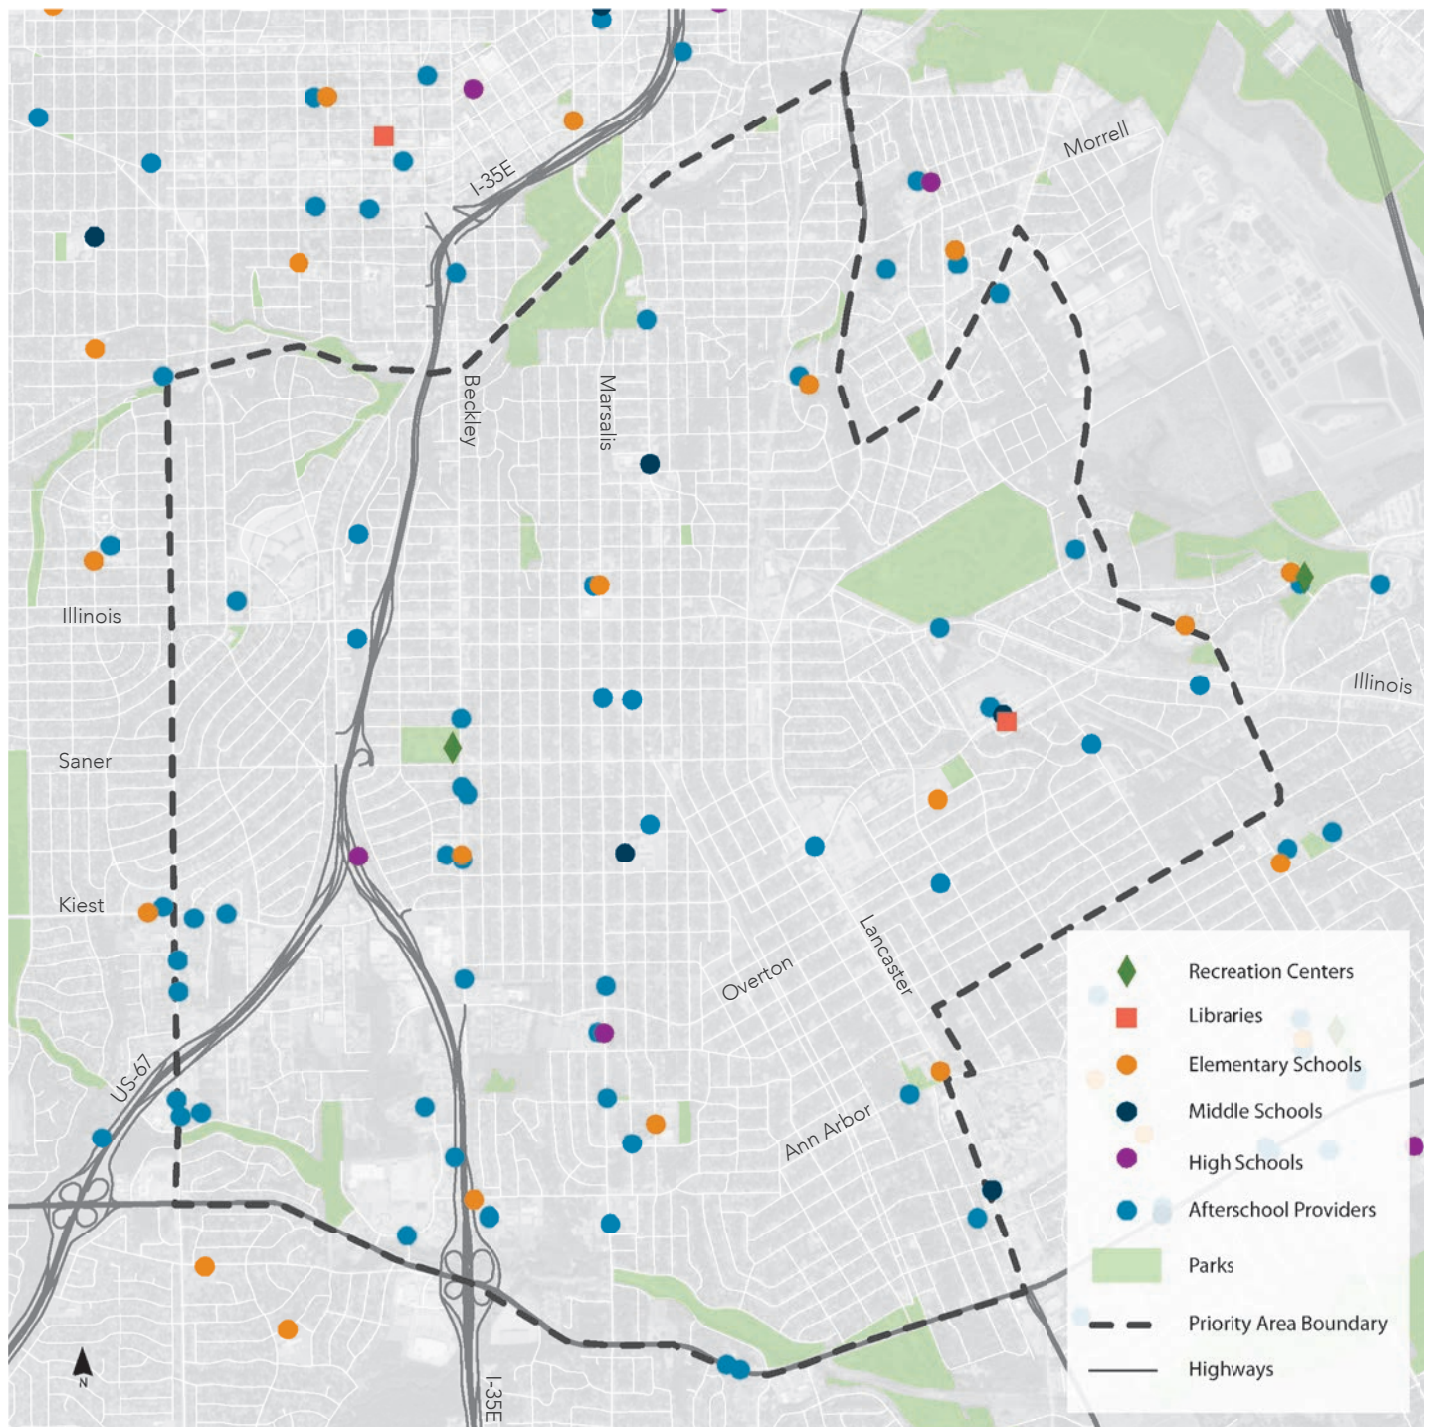 Morrell
I-35E
Beckley
Marsalis
Illinois
Illinois
Saner
Kiest
Lancaster
Overton
US-67
Ann Arbor
I-35E
N
Recreation Centers
Libraries
Elementary Schools
Middle Schools
High Schools
Afterschool Providers
Parks
Priority Area Boundary
Highways